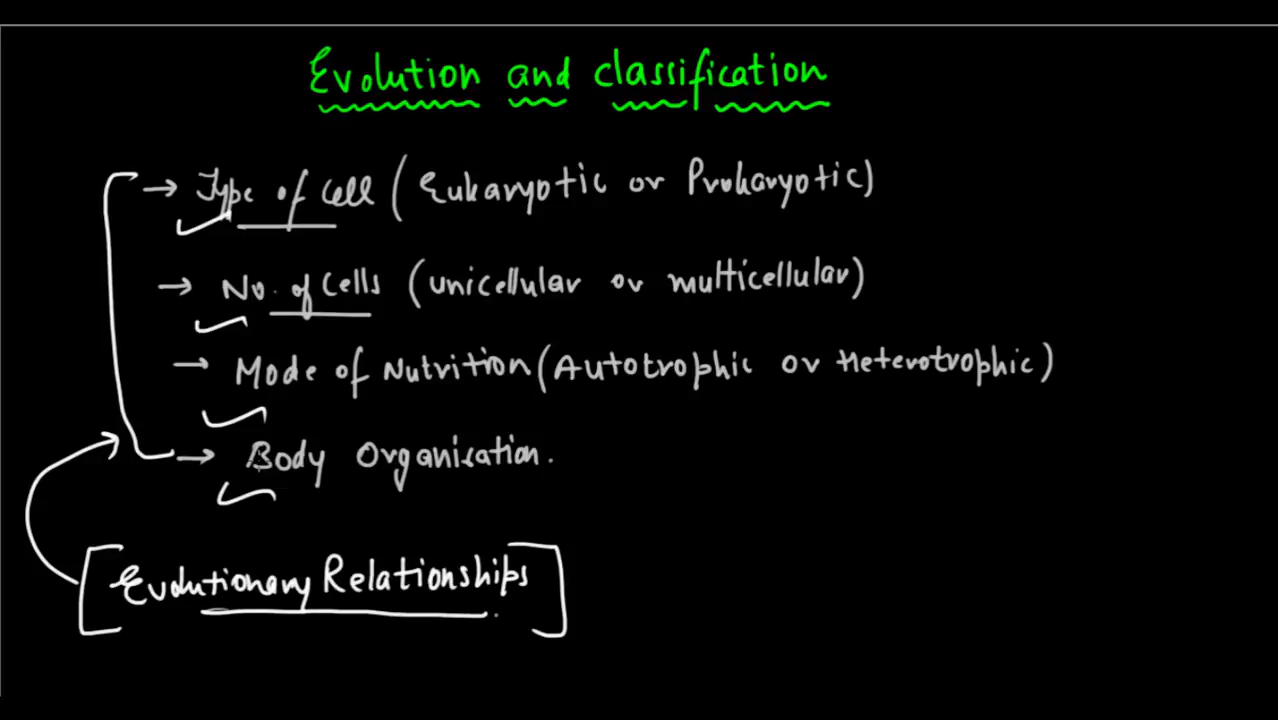 Evolution and classification
→ Type of Cell (Eukaryotic or Prokaryotic)
→ No. of Cells (unicellular or multicellular)
→ Mode of Nutrition (Autotrophic or Heterotrophic)
→ Body Organisation.
[Evolutionary Relationships]